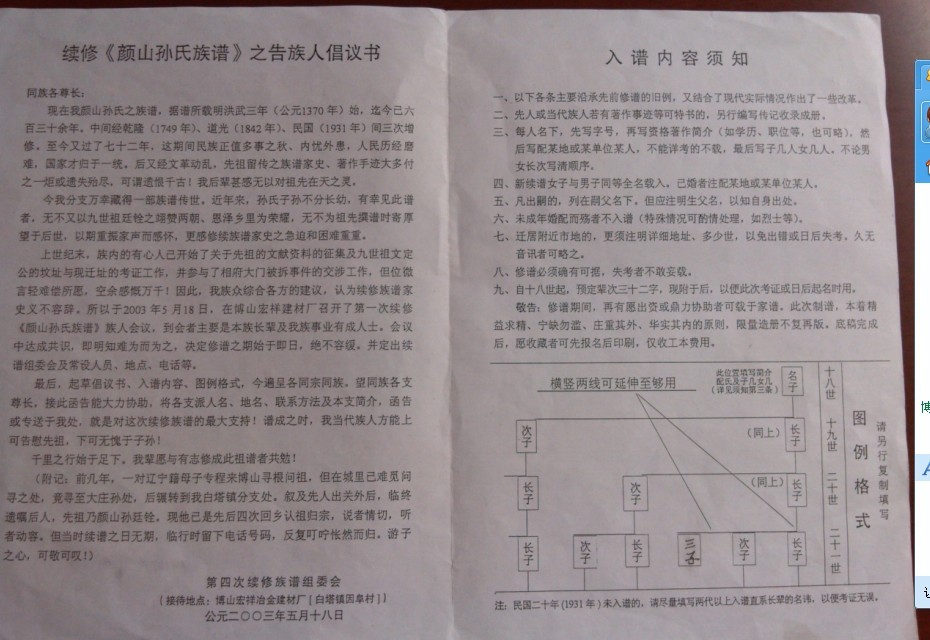 续修《颜山孙氏族谱》之告族人倡议书
同族各尊长：
现在我颜山孙氏之族谱，据谱所载明洪武三年（公元1370 年）始，迄今已六
百三十余年。中间经乾隆（1749 年）、道光（1842 年）、民国（1931 年）间三次增
修。至今又过了七十二年，这期间民族正值多事之秋、内忧外患，人民历经磨
难，国家才归于一统。后又经文革动乱，先祖留传之族谱家史、著作手迹大多付
之一炬或遗失殆尽，可谓遗恨千古！我后辈甚感无以对祖先在天之灵。
今我分支万幸藏得一部族谱传世。近年来，孙氏子孙不分长幼，有幸见此谱
者，无不又以九世祖廷铨之翊赞两朝、恩泽乡里为荣耀，无不为祖先撰谱时寄厚
望于后世，以期重振家声而感怀，更感修续族谱家史之急迫和困难重重。
上世纪末，族内的有心人已开始了关于先祖的文献资料的征集及九世祖文定
公的坟址与砚迁址的考证工作，并参与了相府大门被拆事件的交涉工作，但位微
言轻难偿所愿，空余感慨万千！因此，我族众综合各方的建议，认为续修族谱家
史义不容辞。所以于2003 年5 月18 日，在博山宏祥建材厂召开了第一次续修
《颜山孙氏族谱》族人会议，到会者主要是本族长辈及我族事业有成人士。会议
中达成共识，即明知难为而为之，决定修谱之期始于即日，绝不容缓。并定出续
谱组委会及常设人员、地点、电话等。
最后，起草倡议书、入谱内容、图例格式，今遍呈各同宗同族，望同族各支
尊长，接此函告能大力协助，将各支派人名、地名、联系方法及本支简介，函告
或专送于我处，就是对这次续修族谱的最大支持！谱成之时，我当代族人方能上
可告慰先祖，下可无愧于子孙！
千里之行始于足下。我辈愿与有志修成此祖谱者共勉！
（附记：前几年，一对辽宁籍母子专程来博山寻根问祖，但在城里已难觅问
寻之处，竟寻至大庄孙处，后辗转到我白塔镇分支处。叙及先人出关外后，临终
遗嘱后人，先祖乃颜山孙廷铨。现他己是先后四次回乡认祖归宗，说者情切，听
者动容。但当时续谱之日无期，临行时留下电话号码，反复叮咛怅然而归。游子
之心，可敬可叹！）
第四次续修族谱组委会
［接待地点：博山宏祥冶金建材厂［白塔镇因阜村］］
公元二〇〇三年五月十八日
入谱内容须知
一、以下各条主要沿承先前修谱的旧例，又结合了现代实际情况作出了一些改革。
二、先人或当代族人若有著作事迹等可特书的，另行编写传记收录成册。
三、每人名下，先写字号，再写资格著作简介（如学历、职位等，也可略），然
后写配某地或某单位某人，不能详考的不载，最后写子几人女几人。不论男
女长次写清顺序。
四、新续谱女子与男子同等全名载入。己婚者注配某地或某单位某人。
五、凡出嗣的，列在嗣父名下。但应注明生父名，以知自身出处。
六、未成年婚配而殇者不入谱（特殊情况可酌情处理，如烈士等）。
七、迁居附近市地的，更须注明详细地址、多少世，以免出错或日后失考。久无
音讯者可略之。
八、修谱必须确有可据，失考者不敢妄载。
九、自十八世起，预定辈次三十二字，现附于后，以便此次考证或日后起名时用。
敬告：修谱期间，再有愿出资或鼎力协助者可载于家谱。此次制谱，本着精
益求精、宁缺勿滥、庄重其外、华实其内的原则，限量造册不复再版。底稿完成
后，愿收藏者可先报名后印刷，仅收工本费用。
横竖两线可延伸至够用
此位置填写简介
配氏及子几女几
（详见须知第三条）
名子
十八世
次子
（同上）
长子
十九世
长子
次子
（同上）
长子
二十世
长子
次子
长子
三子
次子
长子
二十一世
图例格式
请另行复制填写
注：民国二十年（1931 年）未入谱的，请尽量填写两代以上入谱直系长辈的名讳，以便考证无误。